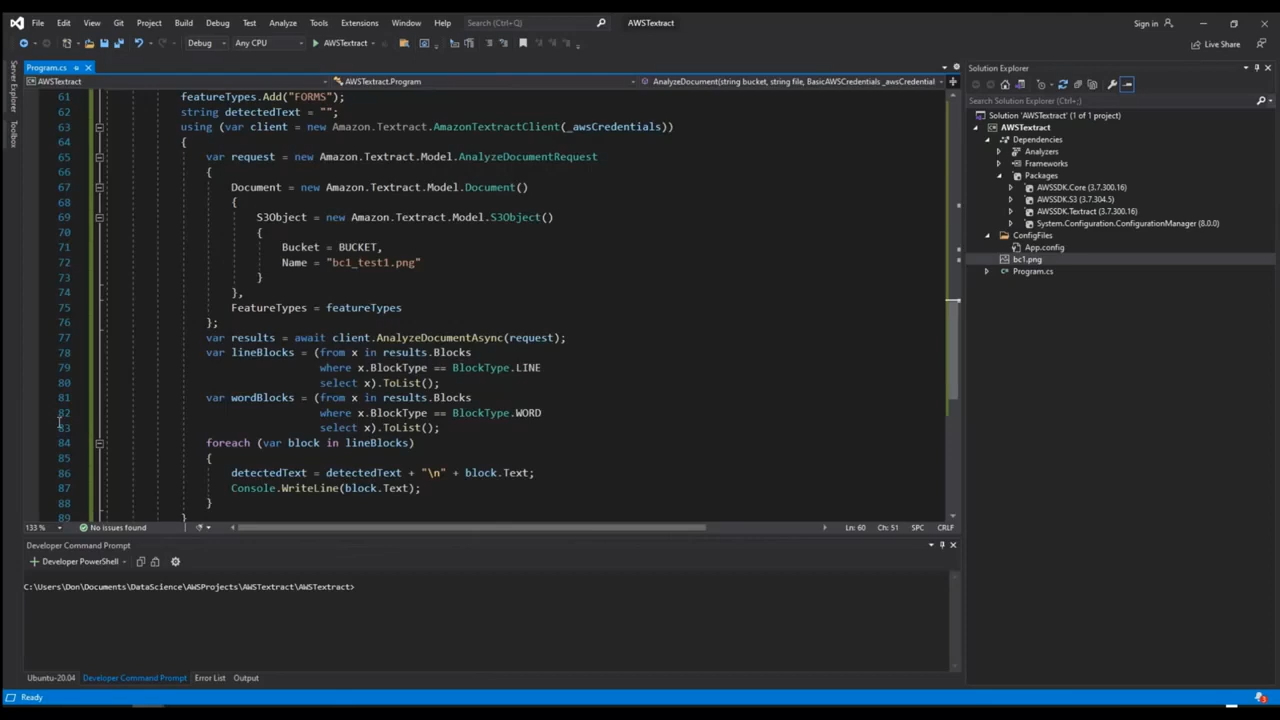 File Edit View Git Project Build Debug Test Analyze Tools Extensions Window Help Search (Ctrl+Q) AWSTextract Sign in
Debug Any CPU AWSTextract Live Share
Server Explorer
Toolbox
Program.cs
AWSTextract AWSTextract.Program AnalyzeDocument(string bucket, string file, BasicAWSCredentials _awsCredential
61 featureTypes.Add("FORMS");
62 string detectedText = "";
63 using (var client = new Amazon.Textract.AmazonTextractClient(_awsCredentials))
64 {
65 var request = new Amazon.Textract.Model.AnalyzeDocumentRequest
66 {
67 Document = new Amazon.Textract.Model.Document()
68 {
69 S3Object = new Amazon.Textract.Model.S3Object()
70 {
71 Bucket = BUCKET,
72 Name = "bc1_test1.png"
73 }
74 },
75 FeatureTypes = featureTypes
76 };
77 var results = await client.AnalyzeDocumentAsync(request);
78 var lineBlocks = (from x in results.Blocks
79 where x.BlockType == BlockType.LINE
80 select x).ToList();
81 var wordBlocks = (from x in results.Blocks
82 where x.BlockType == BlockType.WORD
83 select x).ToList();
84 foreach (var block in lineBlocks)
85 {
86 detectedText = detectedText + "\n" + block.Text;
87 Console.WriteLine(block.Text);
88 }
89 }
133 % No issues found Ln: 60 Ch: 51 SPC CRLF
Developer Command Prompt
Developer PowerShell
C:\Users\Don\Documents\DataScience\AWSProjects\AWSTextract\AWSTextract>
Ubuntu-20.04 Developer Command Prompt Error List Output
Ready
Solution Explorer
Search Solution Explorer (Ctrl+;)
Solution 'AWSTextract' (1 of 1 project)
AWSTextract
Dependencies
Analyzers
Frameworks
Packages
AWSSDK.Core (3.7.300.16)
AWSSDK.S3 (3.7.304.5)
AWSSDK.Textract (3.7.300.16)
System.Configuration.ConfigurationManager (8.0.0)
ConfigFiles
App.config
bc1.png
Program.cs